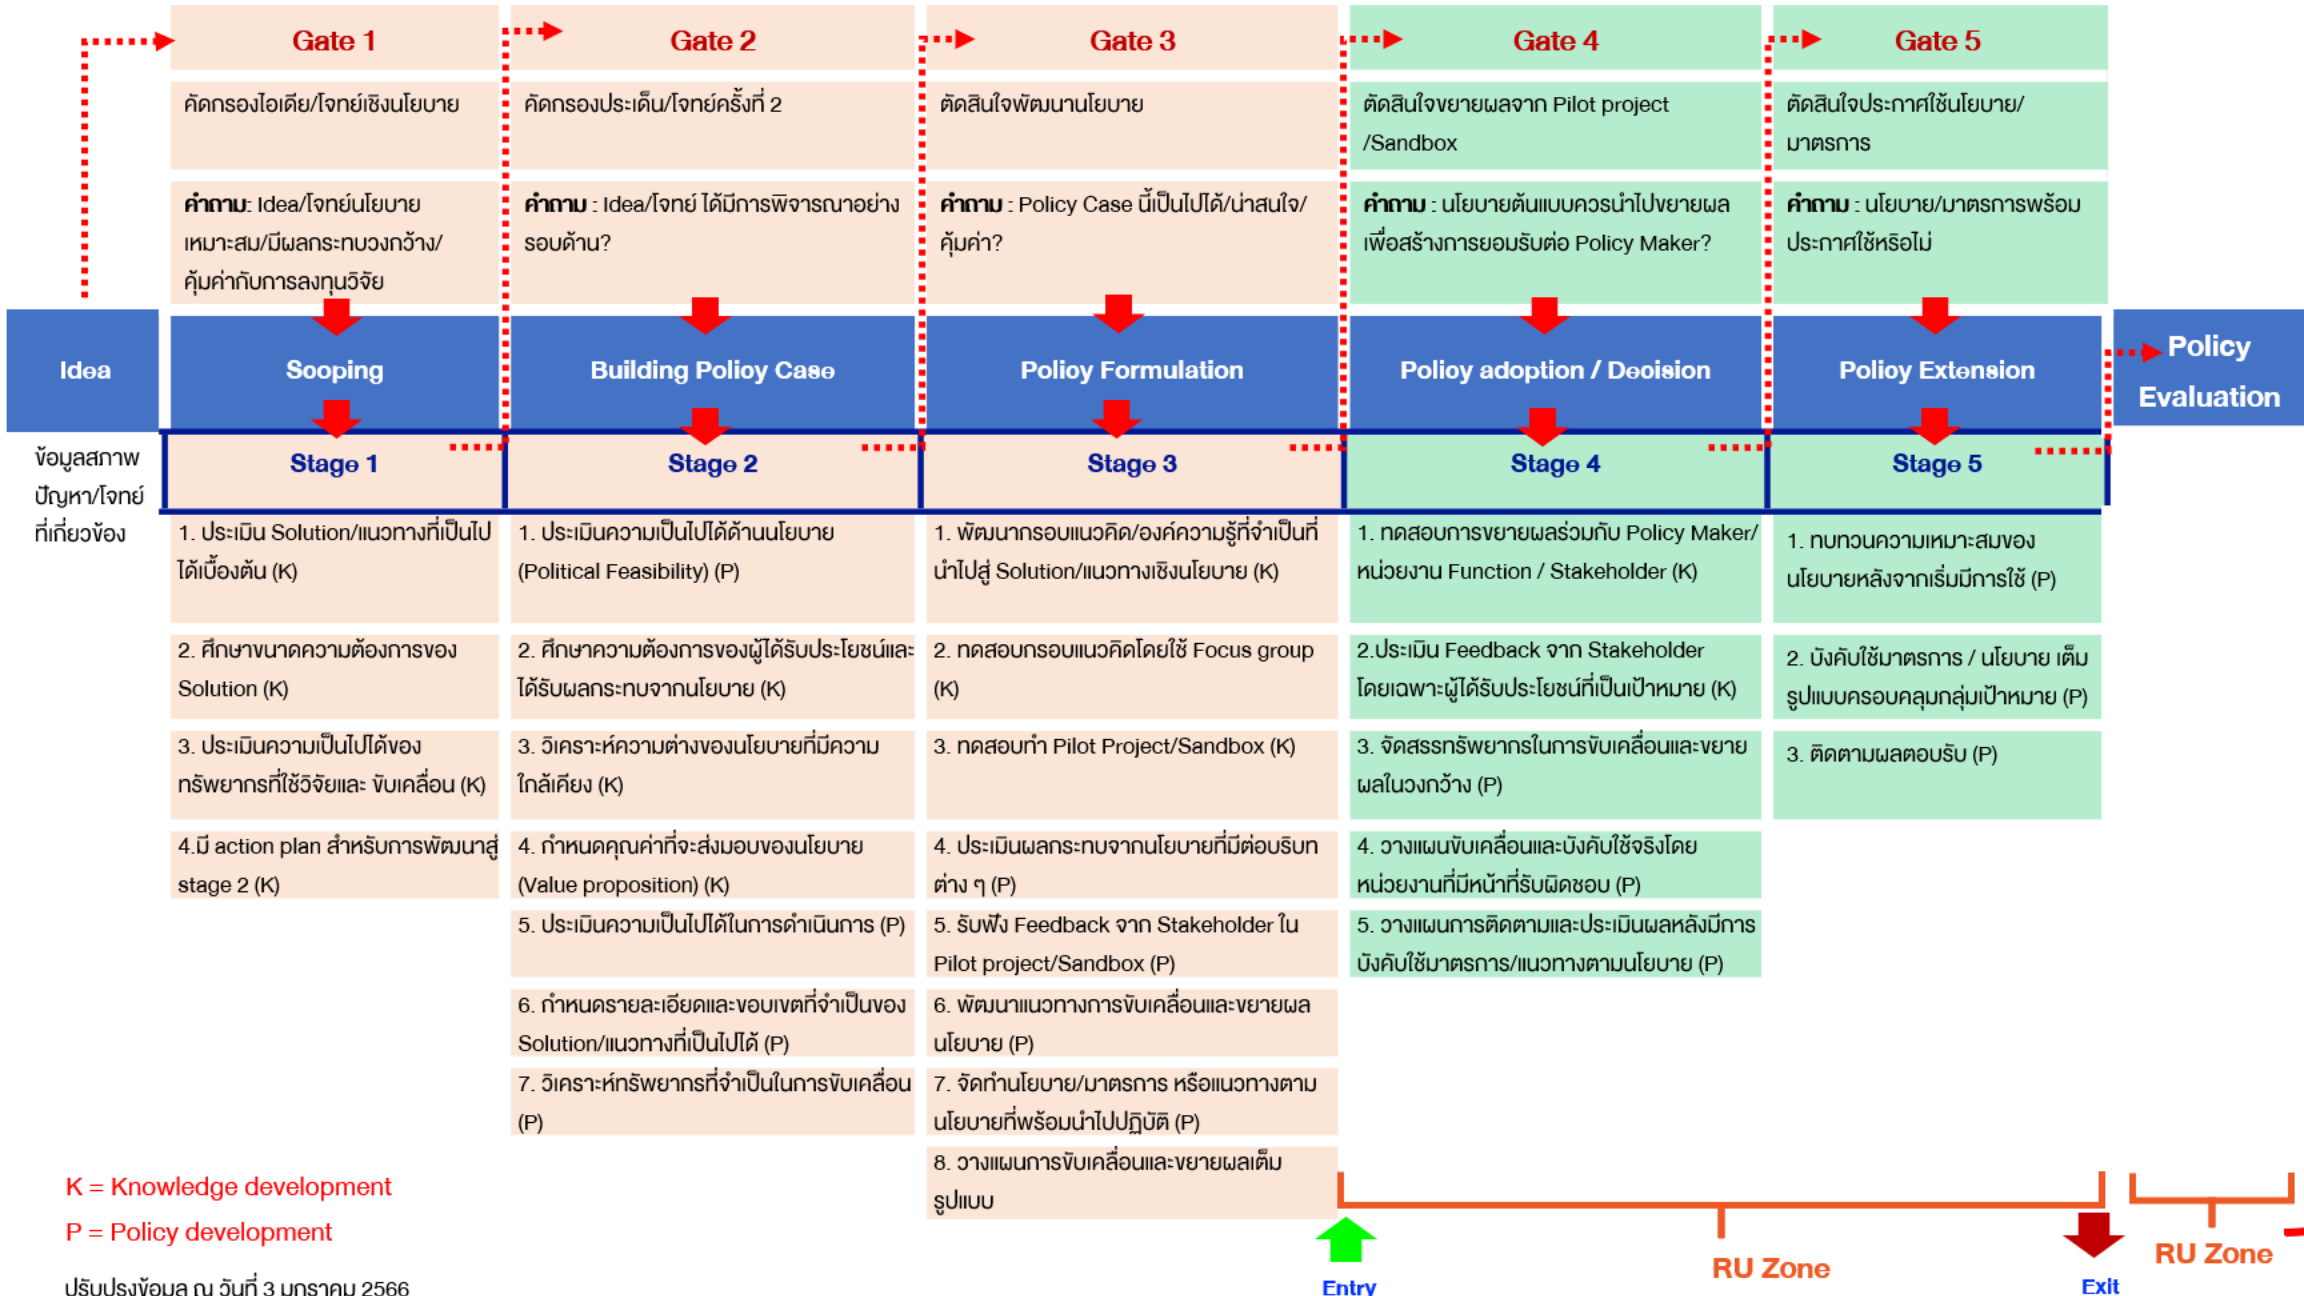 Gate 1
Gate 2
Gate 3
Gate 4
Gate 5
คัดกรองไอเดีย/โจทย์เชิงนโยบาย
คัดกรองประเด็น/โจทย์ครั้งที่ 2
ตัดสินใจพัฒนานโยบาย
ตัดสินใจขยายผลจาก Pilot project
/Sandbox
ตัดสินใจประกาศใช้นโยบาย/
มาตรการ
คำถาม: Idea/โจทย์นโยบาย
เหมาะสม/มีผลกระทบวงกว้าง/
คุ้มค่ากับการลงทุนวิจัย
คำถาม : Idea/โจทย์ ได้มีการพิจารณาอย่าง
รอบด้าน?
คำถาม : Policy Case นี้เป็นไปได้/น่าสนใจ/
คุ้มค่า?
คำถาม : นโยบายต้นแบบควรนำไปขยายผล
เพื่อสร้างการยอมรับต่อ Policy Maker?
คำถาม : นโยบาย/มาตรการพร้อม
ประกาศใช้หรือไม่
Idea
Scoping
Building Policy Case
Policy Formulation
Policy adoption / Decision
Policy Extension
Policy
Evaluation
ข้อมูลสภาพ
ปัญหา/โจทย์
ที่เกี่ยวข้อง
Stage 1
Stage 2
Stage 3
Stage 4
Stage 5
1. ประเมิน Solution/แนวทางที่เป็นไป
ได้เบื้องต้น (K)
2. ศึกษาขนาดความต้องการของ
Solution (K)
3. ประเมินความเป็นไปได้ของ
ทรัพยากรที่ใช้วิจัยและ ขับเคลื่อน (K)
4.มี action plan สำหรับการพัฒนาสู่
stage 2 (K)
1. ประเมินความเป็นไปได้ด้านนโยบาย
(Political Feasibility) (P)
2. ศึกษาความต้องการของผู้ได้รับประโยชน์และ
ได้รับผลกระทบจากนโยบาย (K)
3. วิเคราะห์ความต่างของนโยบายที่มีความ
ใกล้เคียง (K)
4. กำหนดคุณค่าที่จะส่งมอบของนโยบาย
(Value proposition) (K)
5. ประเมินความเป็นไปได้ในการดำเนินการ (P)
6. กำหนดรายละเอียดและขอบเขตที่จำเป็นของ
Solution/แนวทางที่เป็นไปได้ (P)
7. วิเคราะห์ทรัพยากรที่จำเป็นในการขับเคลื่อน
(P)
1. พัฒนากรอบแนวคิด/องค์ความรู้ที่จำเป็นที่
นำไปสู่ Solution/แนวทางเชิงนโยบาย (K)
2. ทดสอบกรอบแนวคิดโดยใช้ Focus group
(K)
3. ทดสอบทำ Pilot Project/Sandbox (K)
4. ประเมินผลกระทบจากนโยบายที่มีต่อบริบท
ต่าง ๆ (P)
5. รับฟัง Feedback จาก Stakeholder ใน
Pilot project/Sandbox (P)
6. พัฒนาแนวทางการขับเคลื่อนและขยายผล
นโยบาย (P)
7. จัดทำนโยบาย/มาตรการ หรือแนวทางตาม
นโยบายที่พร้อมนำไปปฏิบัติ (P)
8. วางแผนการขับเคลื่อนและขยายผลเต็ม
รูปแบบ
1. ทดสอบการขยายผลร่วมกับ Policy Maker/
หน่วยงาน Function / Stakeholder (K)
2.ประเมิน Feedback จาก Stakeholder
โดยเฉพาะผู้ได้รับประโยชน์ที่เป็นเป้าหมาย (K)
3. จัดสรรทรัพยากรในการขับเคลื่อนและขยาย
ผลในวงกว้าง (P)
4. วางแผนขับเคลื่อนและบังคับใช้จริงโดย
หน่วยงานที่มีหน้าที่รับผิดชอบ (P)
5. วางแผนการติดตามและประเมินผลหลังมีการ
บังคับใช้มาตรการ/แนวทางตามนโยบาย (P)
1. ทบทวนความเหมาะสมของ
นโยบายหลังจากเริ่มมีการใช้ (P)
2. บังคับใช้มาตรการ / นโยบาย เต็ม
รูปแบบครอบคลุมกลุ่มเป้าหมาย (P)
3. ติดตามผลตอบรับ (P)
K = Knowledge development
P = Policy development
ปรับปรุงข้อมูล ณ วันที่ 3 มกราคม 2566
Entry
RU Zone
Exit
RU Zone